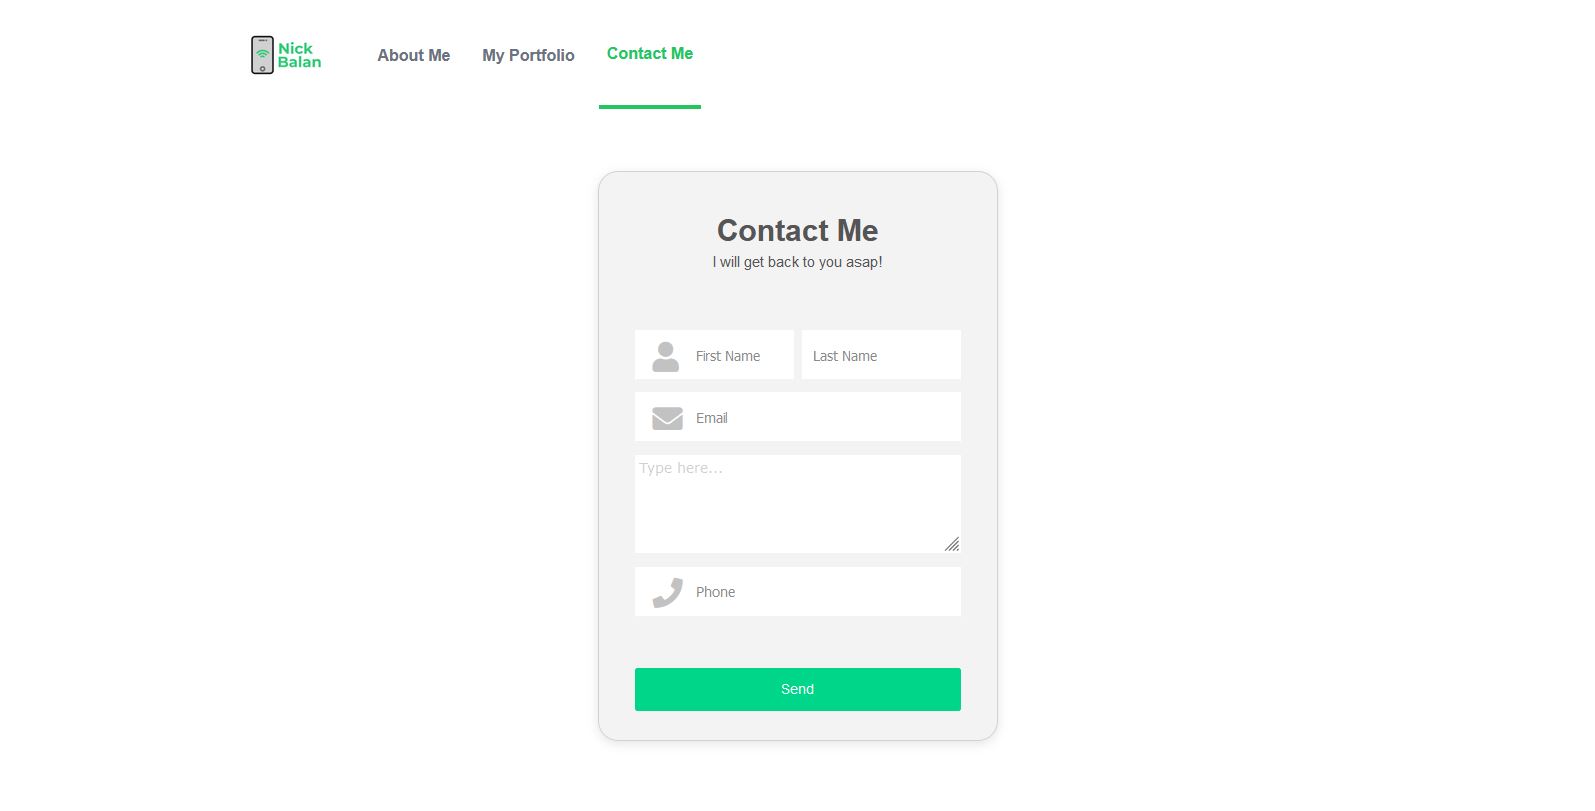 Nick
Balan
About Me
My Portfolio
Contact Me
Contact Me
I will get back to you asap!
First Name
Last Name
Email
Type here...
Phone
Send